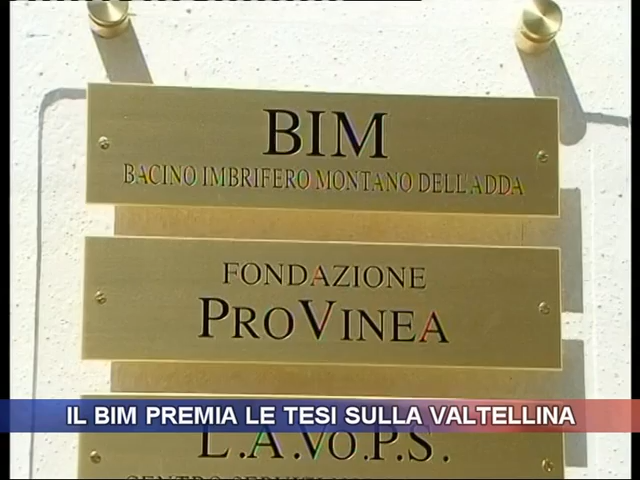 BIM
BACINO IMBRIFERO MONTANO DELL'ADDA
FONDAZIONE
PROVINEA
IL BIM PREMIA LE TESI SULLA VALTELLINA
L.A.VO.P.S.
CENTRO